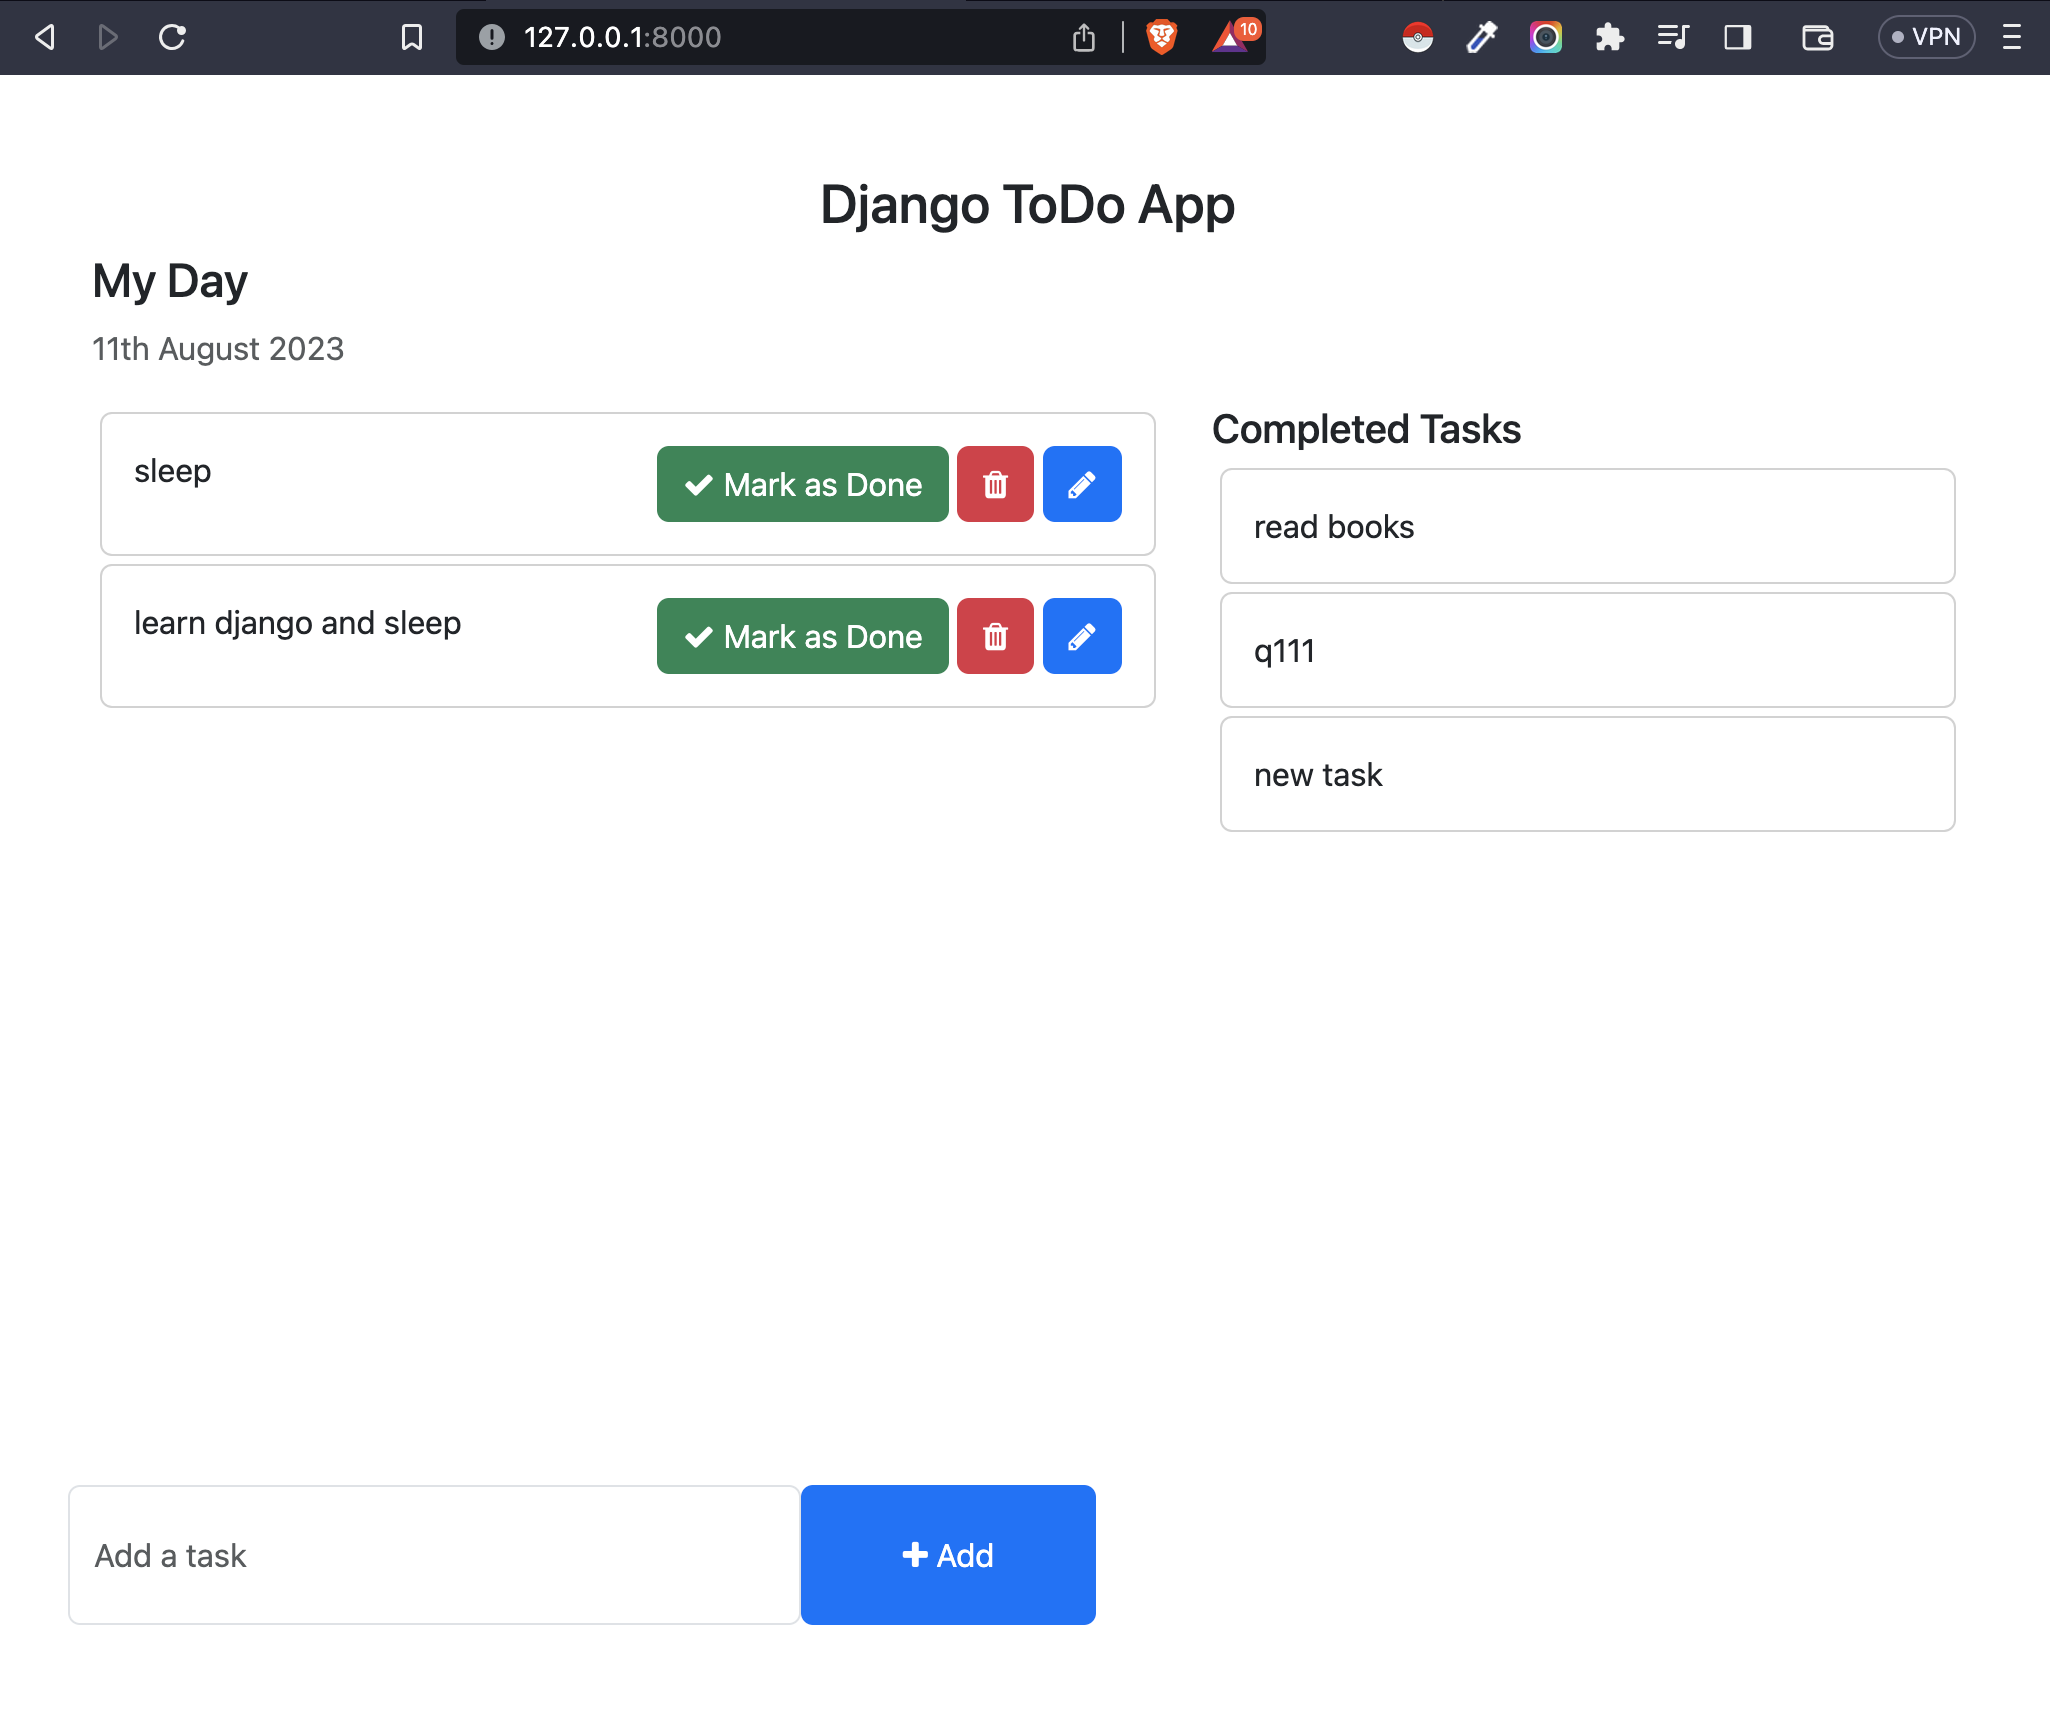 127.0.0.1:8000
10
VPN
Django ToDo App
My Day
11th August 2023
sleep
Mark as Done
learn django and sleep
Mark as Done
Completed Tasks
read books
q111
new task
Add a task
Add